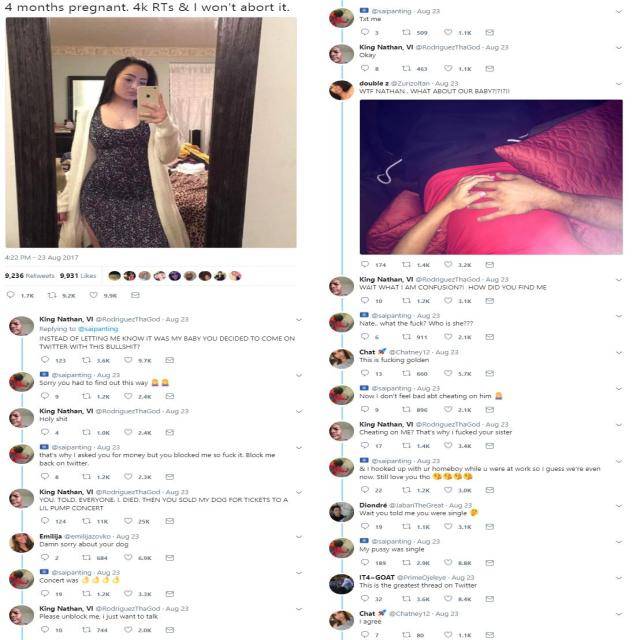 4 months pregnant. 4k RTs & I won't abort it.
4:22 PM - 23 Aug 2017
9,236 Retweets 9,931 Likes
1.7K 9.2K 9.9K
King Nathan, VI @RodriguezThaGod · Aug 23
Replying to @saipanting
INSTEAD OF LETTING ME KNOW IT WAS MY BABY YOU DECIDED TO COME ON
TWITTER WITH THIS BULLSHIT?
123 3.6K 9.7K
@saipanting · Aug 23
Sorry you had to find out this way
9 1.2K 2.4K
King Nathan, VI @RodriguezThaGod · Aug 23
Holy shit
4 1.0K 2.4K
@saipanting · Aug 23
that's why I asked you for money but you blocked me so fuck it. Block me
back on twitter.
8 1.2K 2.3K
King Nathan, VI @RodriguezThaGod · Aug 23
YOU. TOLD. EVERYONE. I. DIED. THEN YOU SOLD MY DOG FOR TICKETS TO A
LIL PUMP CONCERT
124 11K 25K
Emilija @emilijazovko · Aug 23
Damn sorry about your dog
2 684 6.9K
@saipanting · Aug 23
Concert was 👌👌👌👌
19 1.2K 3.3K
King Nathan, VI @RodriguezThaGod · Aug 23
Please unblock me, I just want to talk
10 744 2.0K
@saipanting · Aug 23
Txt me
3 509 1.1K
King Nathan, VI @RodriguezThaGod · Aug 23
Okay
8 463 1.1K
double z @Zurizoltan · Aug 23
WTF NATHAN.. WHAT ABOUT OUR BABY?!?!?!!
174 1.4K 3.2K
King Nathan, VI @RodriguezThaGod · Aug 23
WAIT WHAT I AM CONFUSION?! HOW DID YOU FIND ME
10 1.2K 3.1K
@saipanting · Aug 23
Nate.. what the fuck? Who is she???
6 911 2.1K
Chat 🚀 @Chatney12 · Aug 23
This is fucking golden
13 660 5.7K
@saipanting · Aug 23
Now I don't feel bad abt cheating on him
9 896 2.1K
King Nathan, VI @RodriguezThaGod · Aug 23
Cheating on ME? That's why I fucked your sister
17 1.4K 3.4K
@saipanting · Aug 23
& I hooked up with ur homeboy while u were at work so I guess we're even
now. Still love you tho 😘😘😘😘
22 1.2K 3.0K
Diondré @JabariTheGreat · Aug 23
Wait you told me you were single
19 1.1K 3.1K
@saipanting · Aug 23
My pussy was single
189 2.9K 8.8K
IT4-GOAT @PrimeOjeleye · Aug 23
This is the greatest thread on Twitter
32 3.6K 8.4K
Chat 🚀 @Chatney12 · Aug 23
I agree
7 80 1.1K